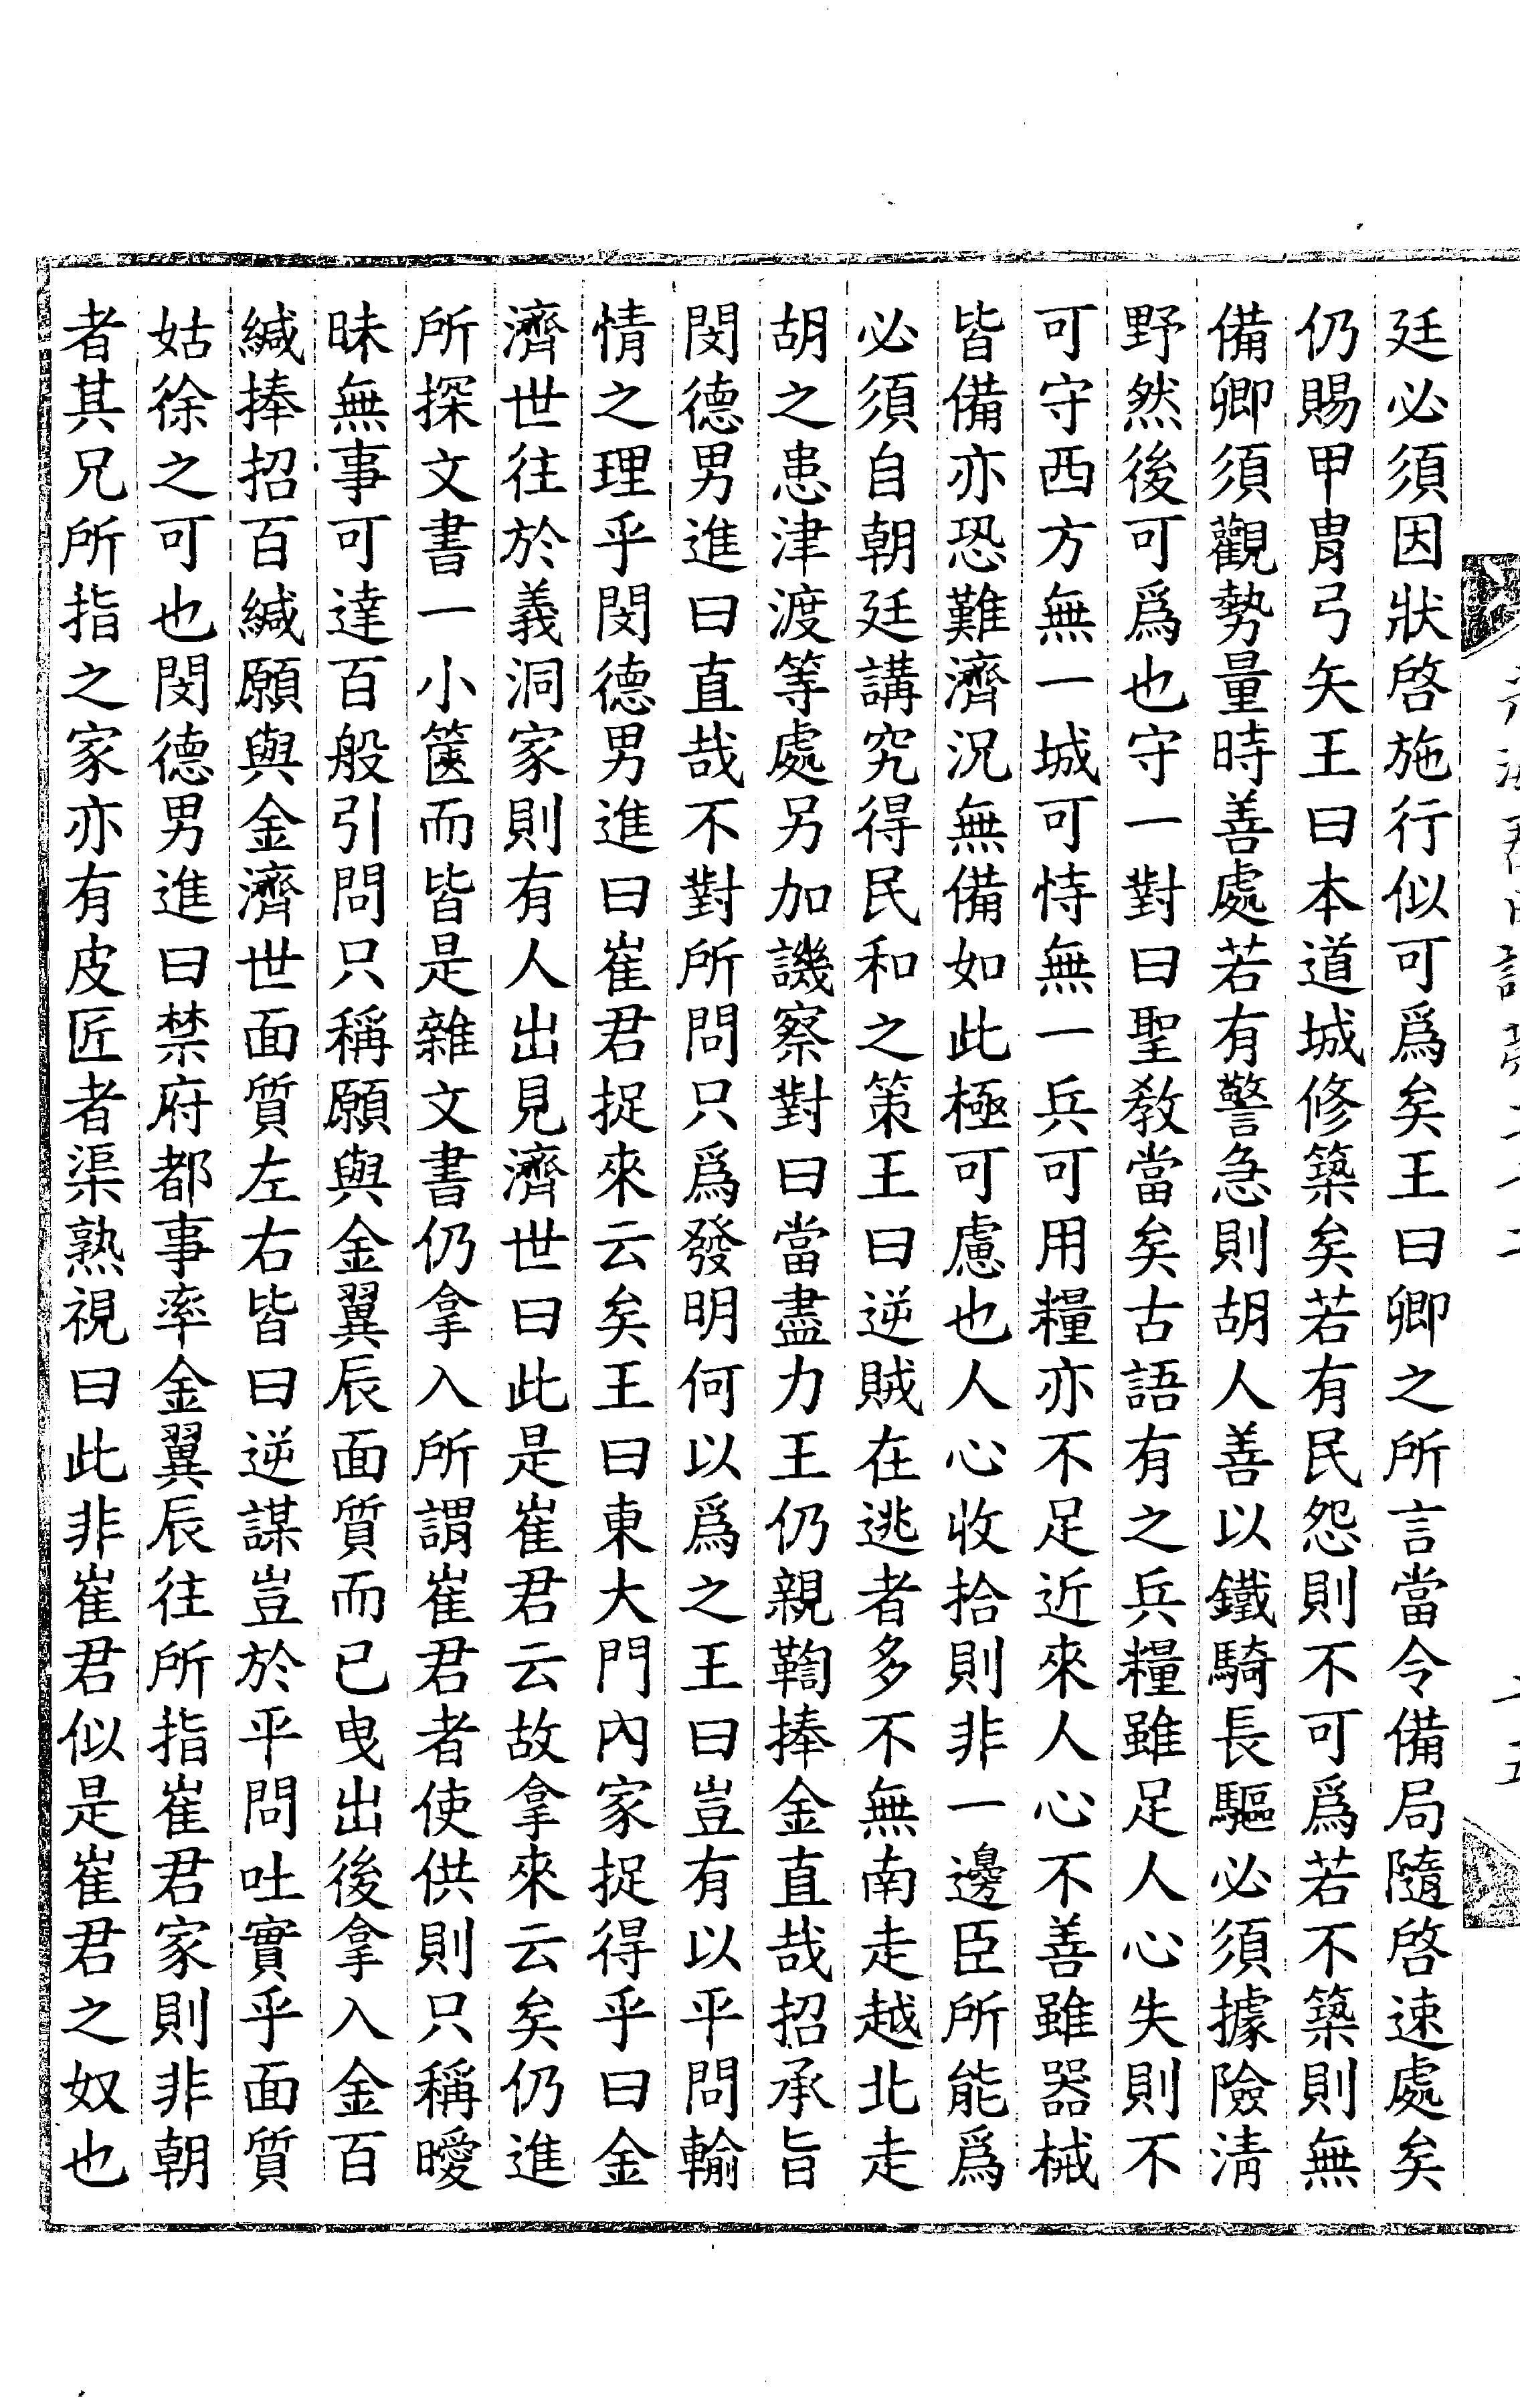 廷必須因狀啓施行似可爲矣王曰卿之所言當令備局隨啓速處矣
仍賜甲胄弓矢王曰本道城修築矣若有民怨則不可爲若不築則無
備卿須觀勢量時善處若有警急則胡人善以鐵騎長驅必須據險淸
野然後可爲也守一對曰聖敎當矣古語有之兵糧雖足人心失則不
可守西方無一城可恃無一兵可用糧亦不足近來人心不善雖器械
皆備亦恐難濟況無備如此極可慮也人心收拾則非一邊臣所能爲
必須自朝廷講究得民和之策王曰逆賊在逃者多不無南走越北走
胡之患津渡等處另加譏察對曰當盡力王仍親鞫捧金直哉招承旨
閔德男進曰直哉不對所問只爲發明何以爲之王曰豈有以平問輸
情之理乎閔德男進曰崔君捉來云矣王曰東大門內家捉得乎曰金
濟世往於義洞家則有人出見濟世曰此是崔君云故拿來云矣仍進
所探文書一小篋而皆是雜文書仍拿入所謂崔君者使供則只稱曖
昧無事可達百般引問只稱願與金翼辰面質而已曳出後拿入金百
緘捧招百緘願與金濟世面質左右皆曰逆謀豈於平問吐實乎面質
姑徐之可也閔德男進曰禁府都事率金翼辰往所指崔君家則非朝
者其兄所指之家亦有皮匠者渠熟視曰此非崔君似是崔君之奴也